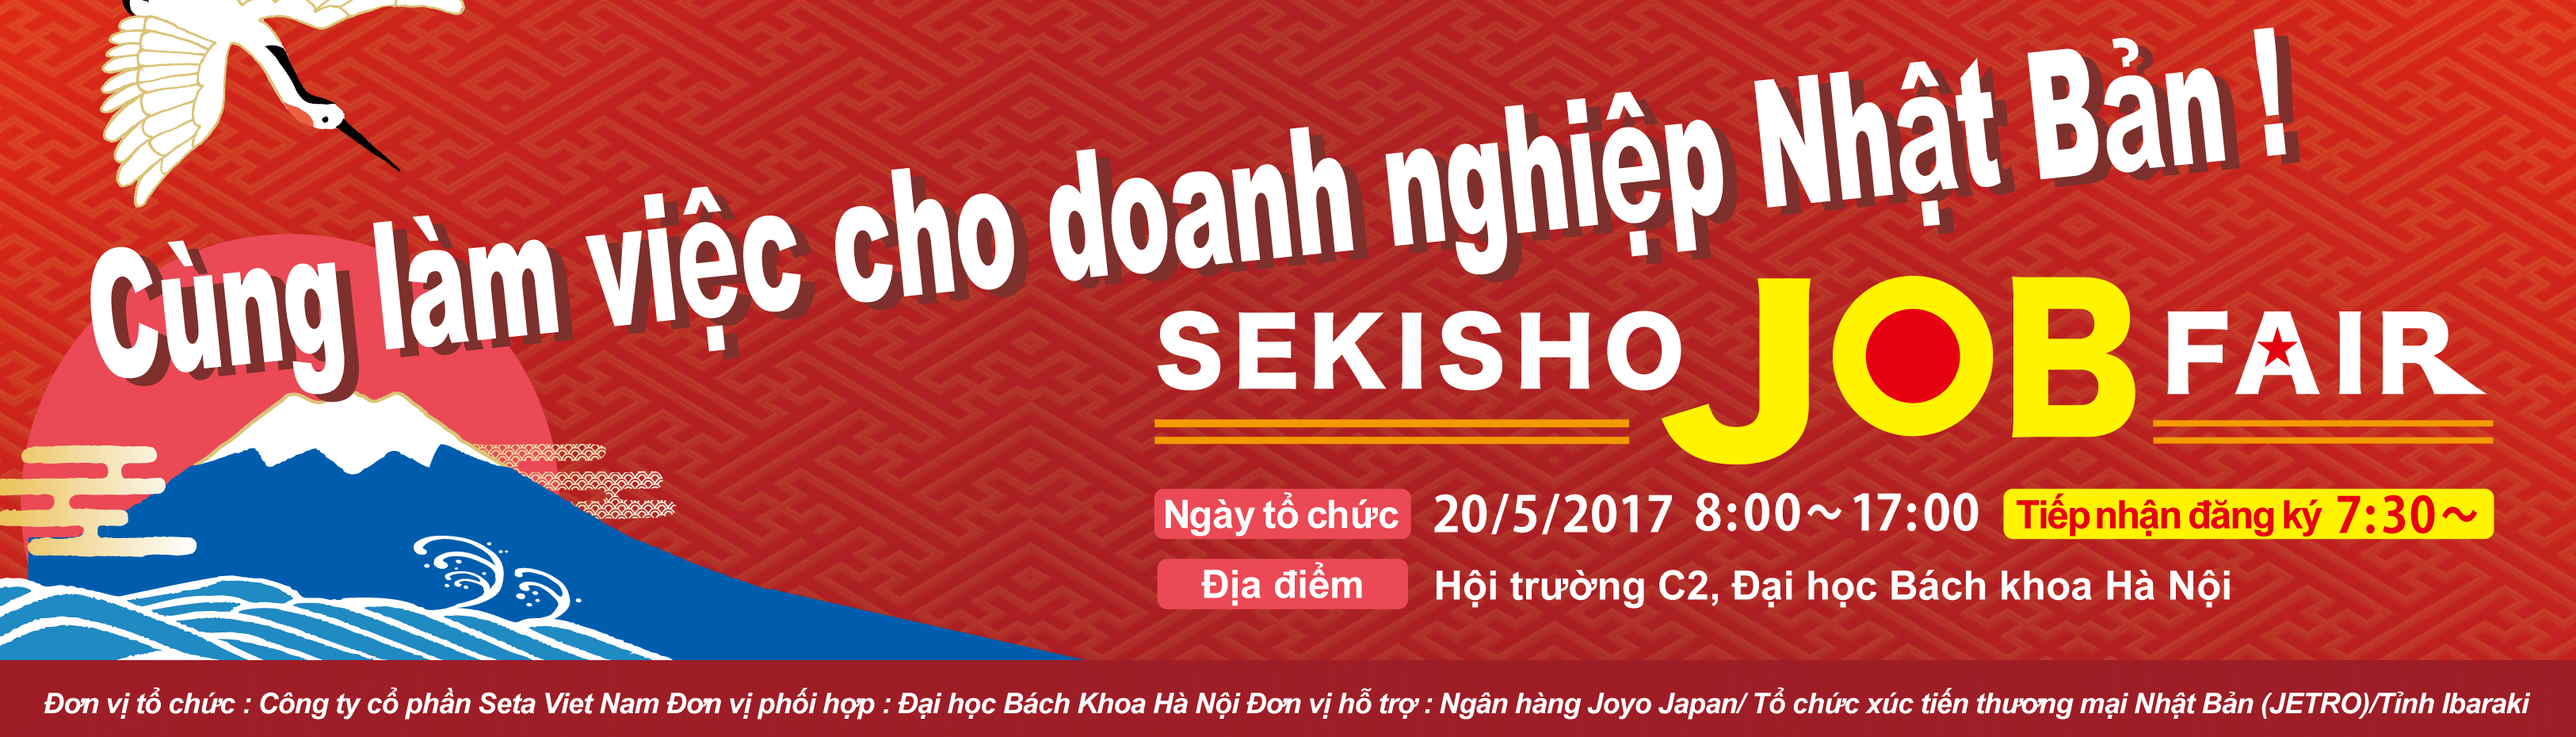 Cùng làm việc cho doanh nghiệp Nhật Bản !
SEKISHO JOB FAIR
Ngày tổ chức 20/5/2017 8:00～17:00 Tiếp nhận đăng ký 7:30～
Địa điểm Hội trường C2, Đại học Bách khoa Hà Nội
Đơn vị tổ chức : Công ty cổ phần Seta Viet Nam Đơn vị phối hợp : Đại học Bách Khoa Hà Nội Đơn vị hỗ trợ : Ngân hàng Joyo Japan/ Tổ chức xúc tiến thương mại Nhật Bản (JETRO)/Tỉnh Ibaraki